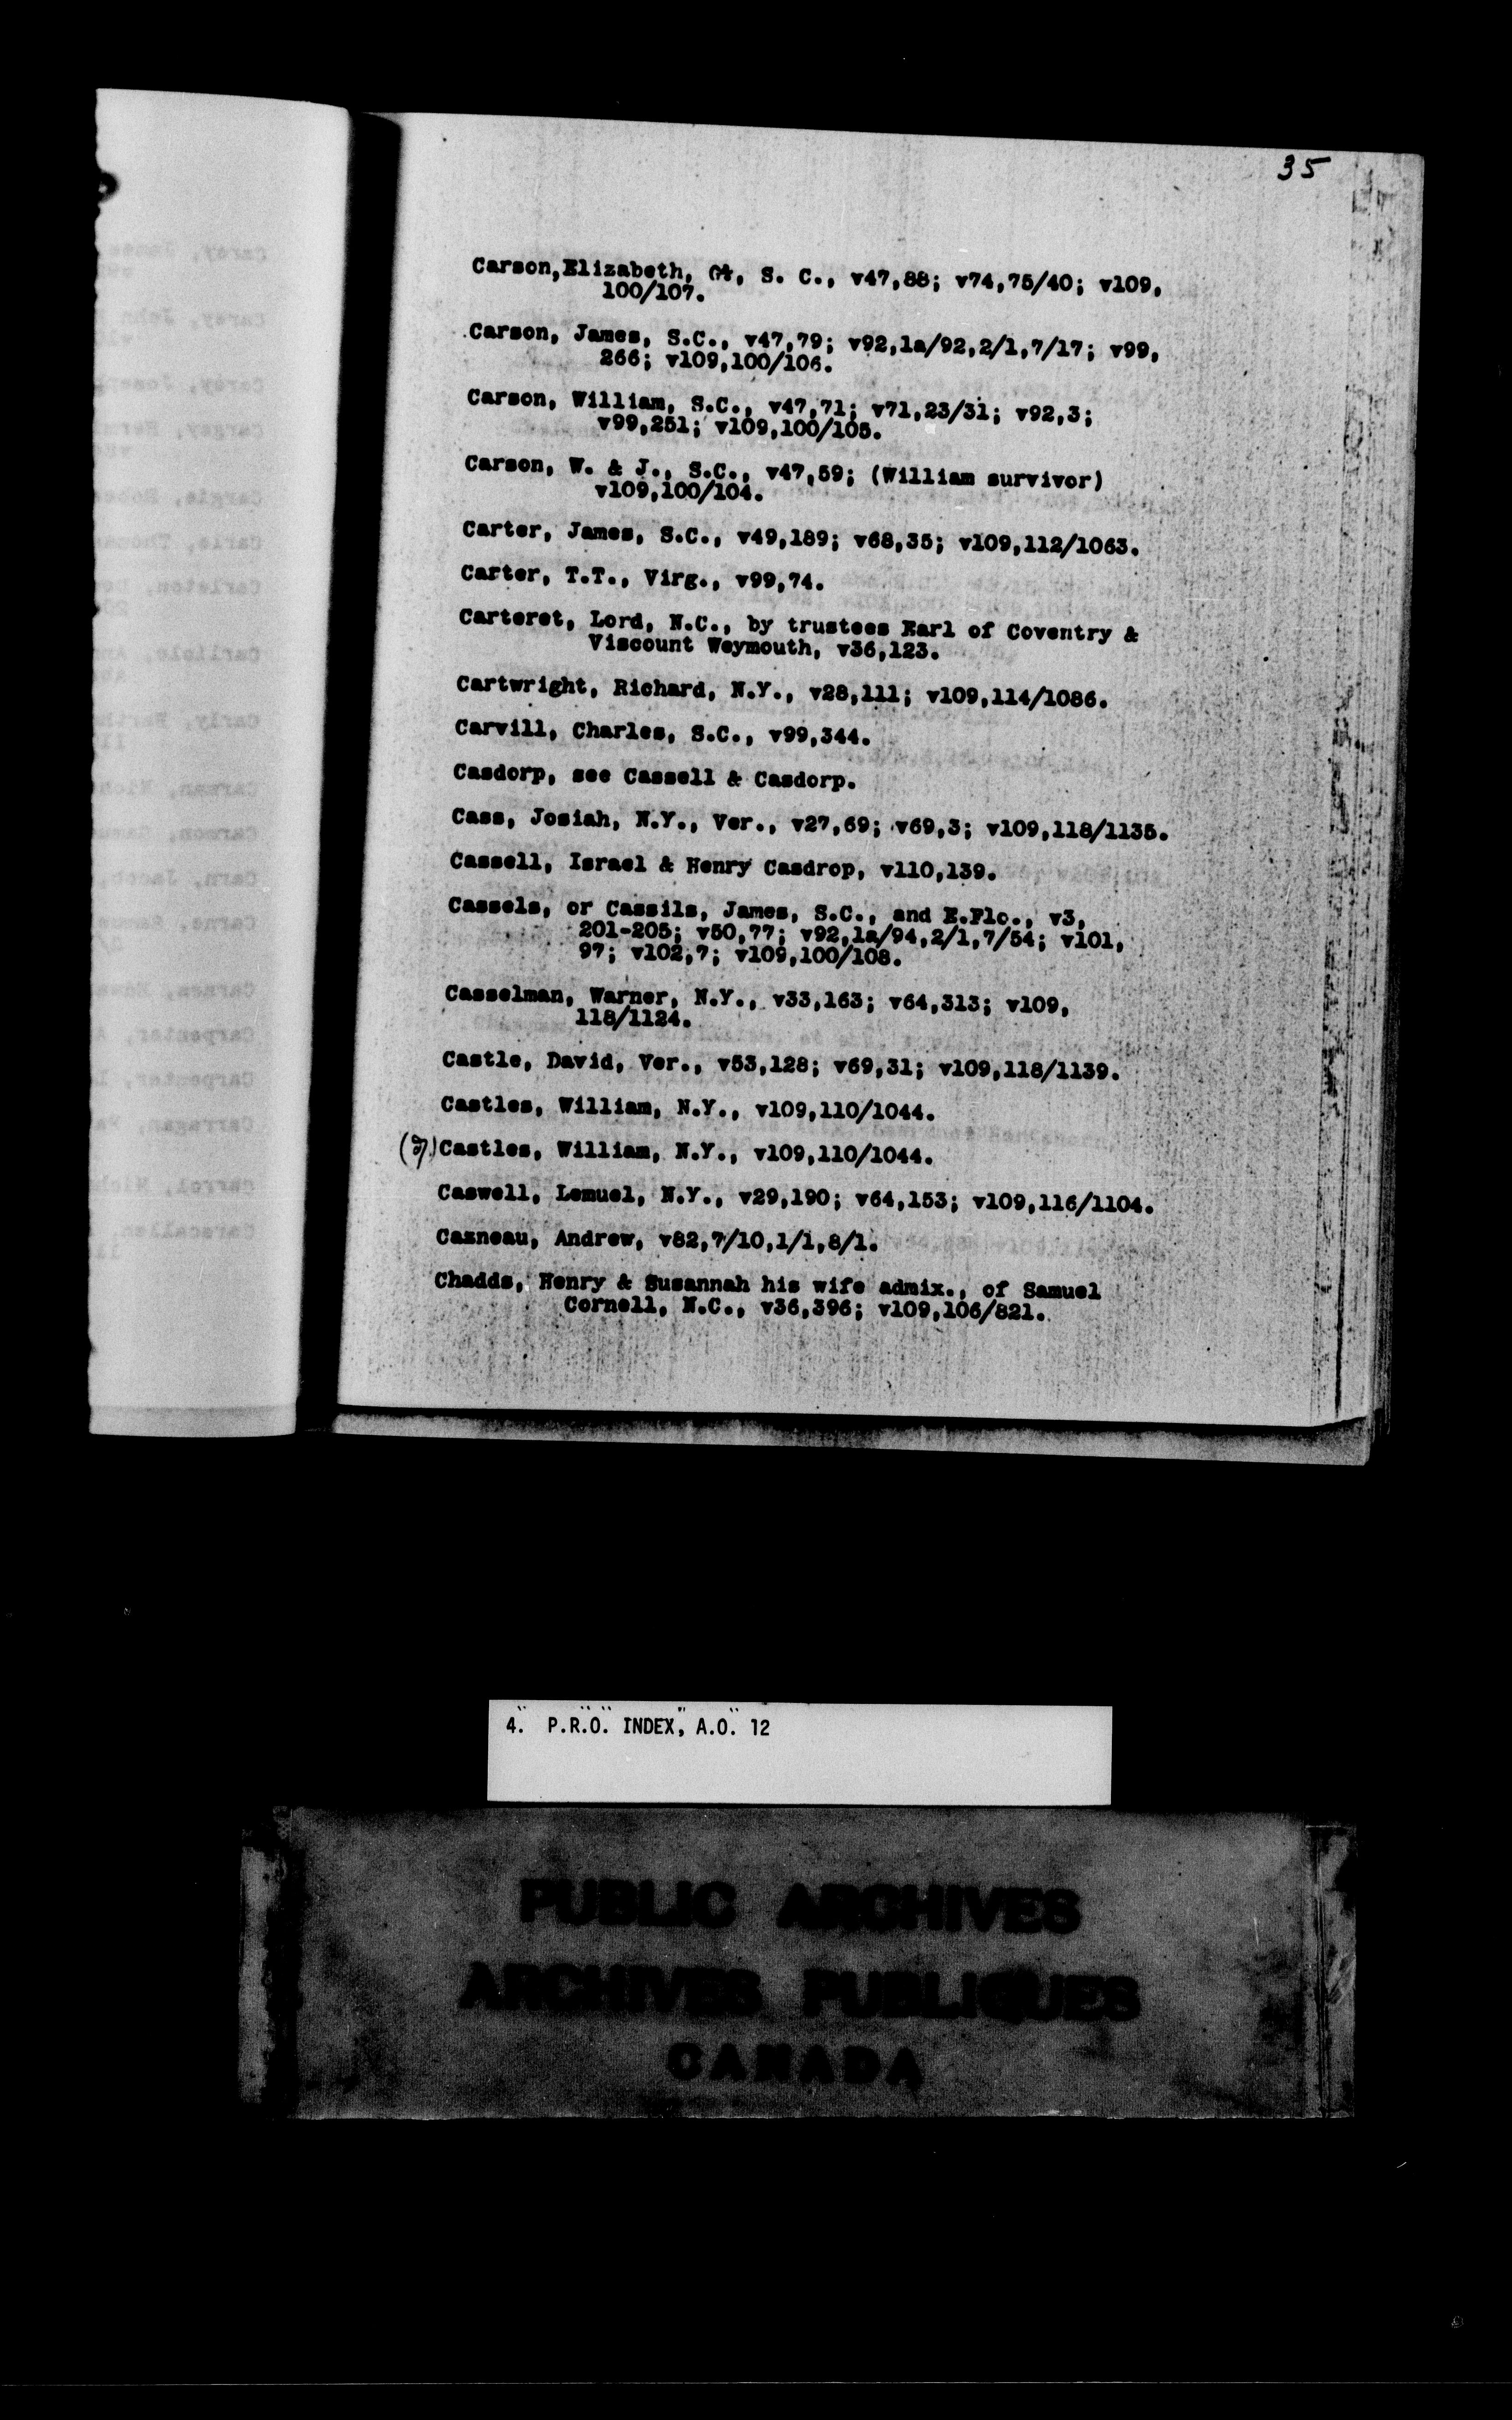 35
Carson,Elizabeth, Ct, S. C., v47,88; v74,75/40; v109,
100/107.
Carson, James, S.C., v47,79; v92,1a/92,2/1,7/17; v99,
266; v109,100/106.
Carson, William, S.C., v47,71; v71,23/31; v92,3;
v99,251; v109,100/105.
Carson, W. & J., S.C., v47,59; (William survivor)
v109,100/104.
Carter, James, S.C., v49,189; v68,35; v109,112/1063.
Carter, T.T., Virg., v99,74.
Carteret, Lord, N.C., by trustees Earl of Coventry &
Viscount Weymouth, v36,123.
Cartwright, Richard, N.Y., v28,111; v109,114/1086.
Carvill, Charles, S.C., v99,344.
Casdorp, see Cassell & Casdorp.
Cass, Josiah, N.Y., Ver., v27,69; v69,3; v109,118/1135.
Cassell, Israel & Henry Casdrop, v110,139.
Cassels, or Cassils, James, S.C., and E.Flo., v3,
201-205; v50,77; v92,1a/94,2/1,7/54; v101,
97; v102,7; v109,100/108.
Casselman, Warner, N.Y., v33,163; v64,313; v109,
118/1124.
Castle, David, Ver., v53,128; v69,31; v109,118/1139.
Castles, William, N.Y., v109,110/1044.
Castles, William, N.Y., v109,110/1044.
Caswell, Lemuel, N.Y., v29,190; v64,153; v109,116/1104.
Cazneau, Andrew, v82,7/10,1/1,8/1.
Chadds, Henry & Susannah his wife admix., of Samuel
Cornell, N.C., v36,396; v109,106/821.
4. P.R.O. INDEX, A.O. 12
PUBLIC ARCHIVES
ARCHIVES PUBLIQUES
CANADA